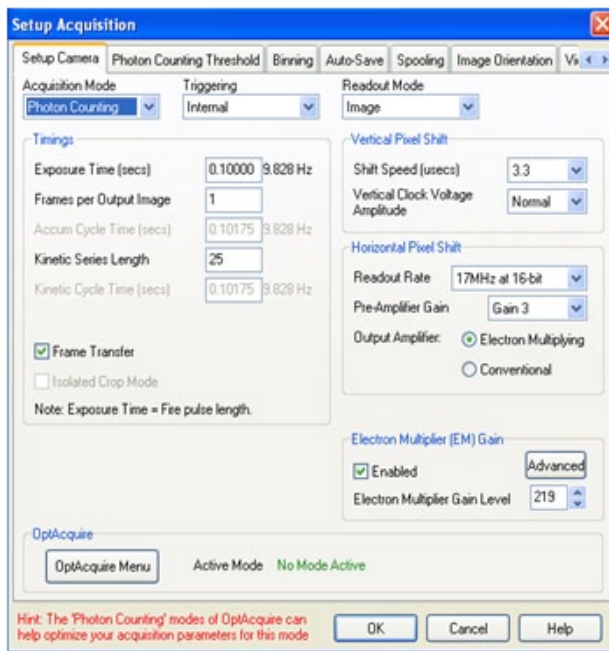 Setup Acquisition
Setup Camera Photon Counting Threshold Binning Auto-Save Spooling Image Orientation
Acquisition Mode Triggering Readout Mode
Photon Counting Internal Image
Timings
Exposure Time (secs) 0.10000 9.828 Hz
Frames per Output Image 1
Accum Cycle Time (secs) 0.10175 9.828 Hz
Kinetic Series Length 25
Kinetic Cycle Time (secs) 0.10175 9.828 Hz
Frame Transfer
Isolated Crop Mode
Note: Exposure Time = Fire pulse length.
Vertical Pixel Shift
Shift Speed (usecs) 3.3
Vertical Clock Voltage
Amplitude Normal
Horizontal Pixel Shift
Readout Rate 17MHz at 16-bit
Pre-Amplifier Gain Gain 3
Output Amplifier: Electron Multiplying
Conventional
Electron Multiplier (EM) Gain
Enabled Advanced
Electron Multiplier Gain Level 219
OptAcquire
OptAcquire Menu Active Mode No Mode Active
Hint: The 'Photon Counting' modes of OptAcquire can
help optimize your acquisition parameters for this mode
OK Cancel Help